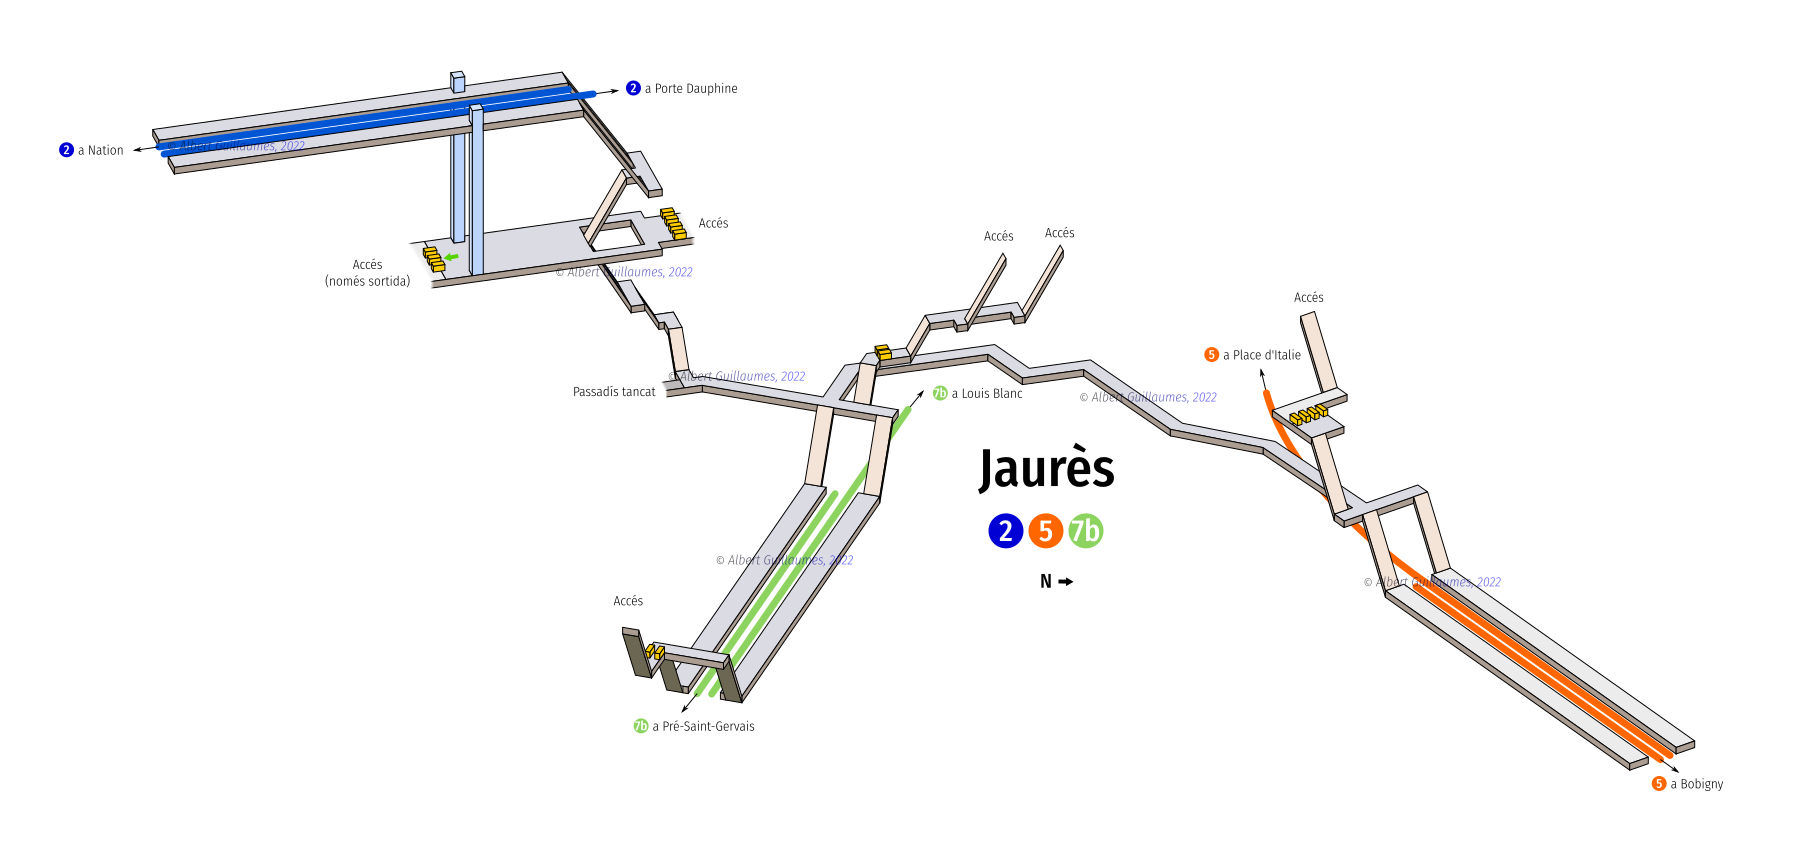 2 a Porte Dauphine
2 a Nation
© Albert Guillaumes, 2022
Accés
Accés
(només sortida)
© Albert Guillaumes, 2022
Accés
Accés
Accés
5 a Place d'Italie
Passadís tancat
© Albert Guillaumes, 2022
7b a Louis Blanc
© Albert Guillaumes, 2022
Jaurès
2 5 7b
N
© Albert Guillaumes, 2022
© Albert Guillaumes, 2022
Accés
7b a Pré-Saint-Gervais
5 a Bobigny